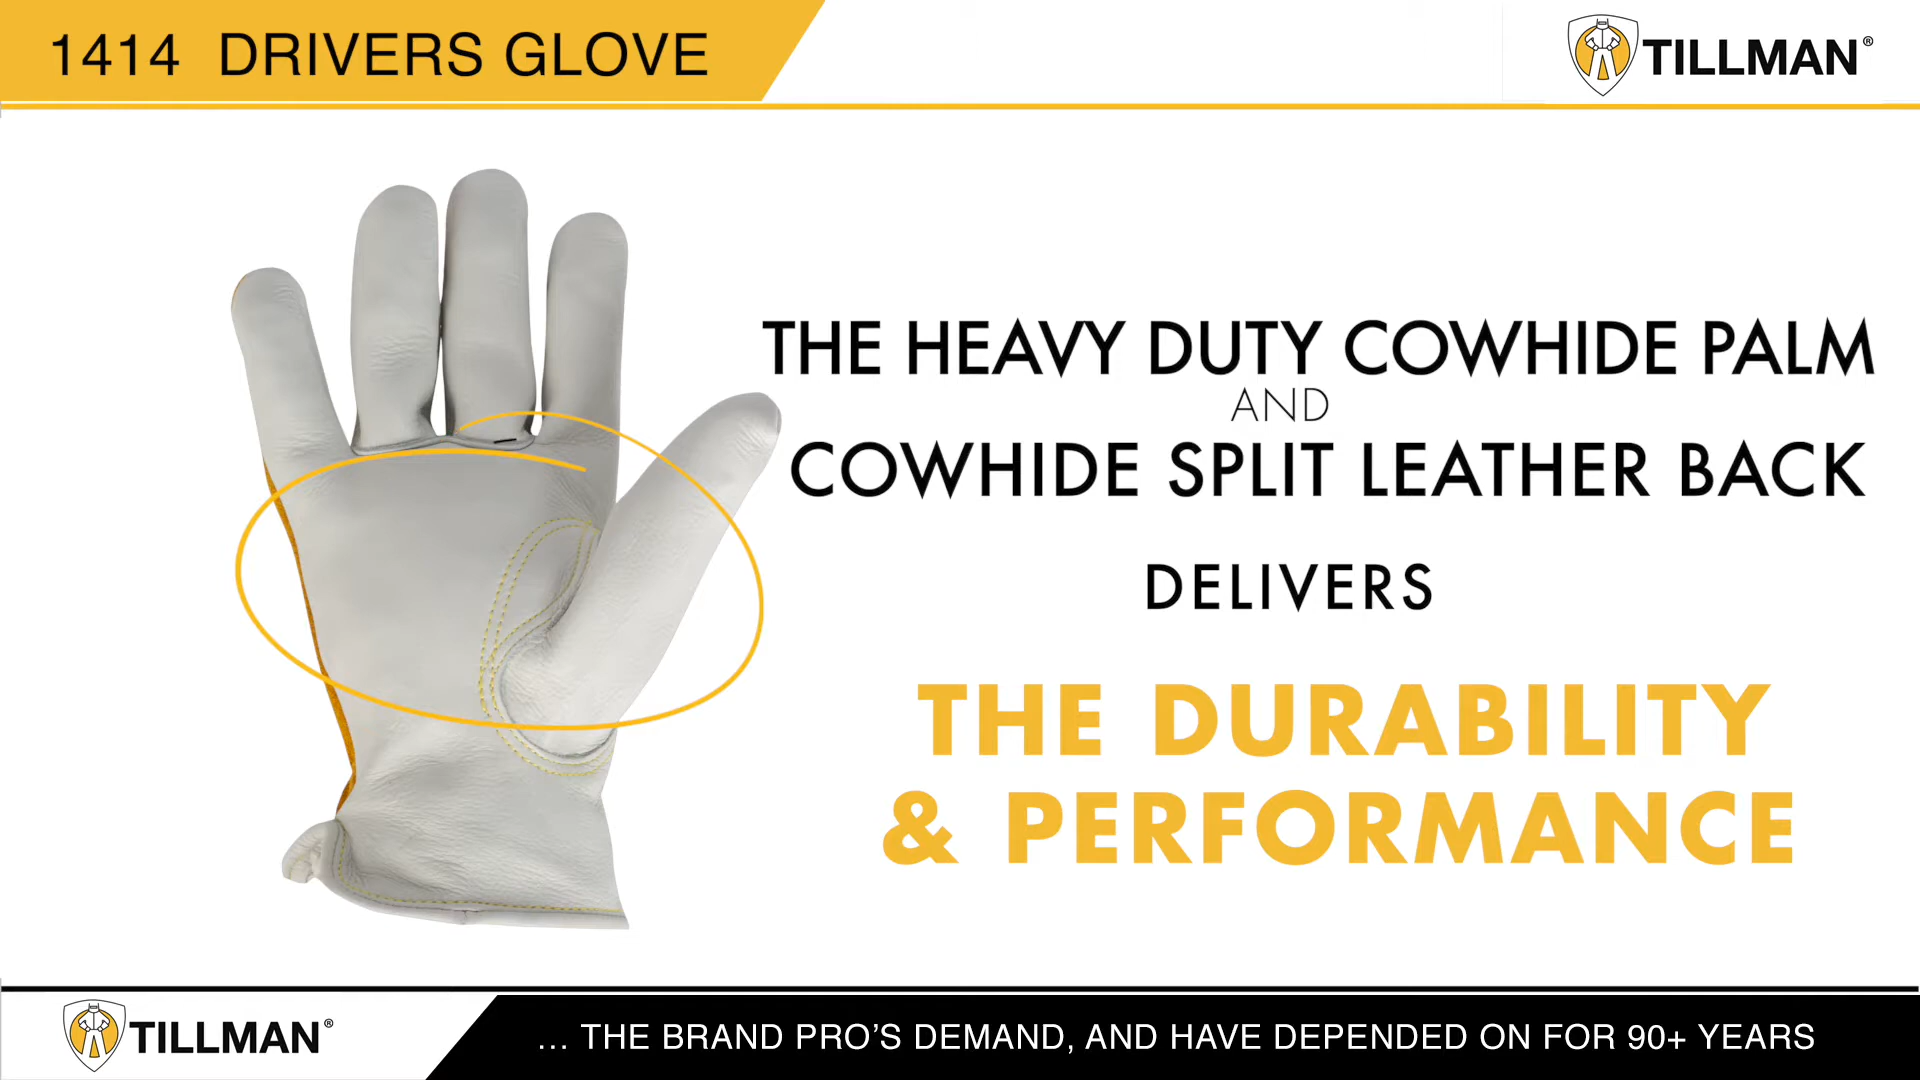 1414 DRIVERS GLOVE
TILLMAN®
THE HEAVY DUTY COWHIDE PALM
AND
COWHIDE SPLIT LEATHER BACK
DELIVERS
THE DURABILITY
& PERFORMANCE
TILLMAN®
... THE BRAND PRO’S DEMAND, AND HAVE DEPENDED ON FOR 90+ YEARS